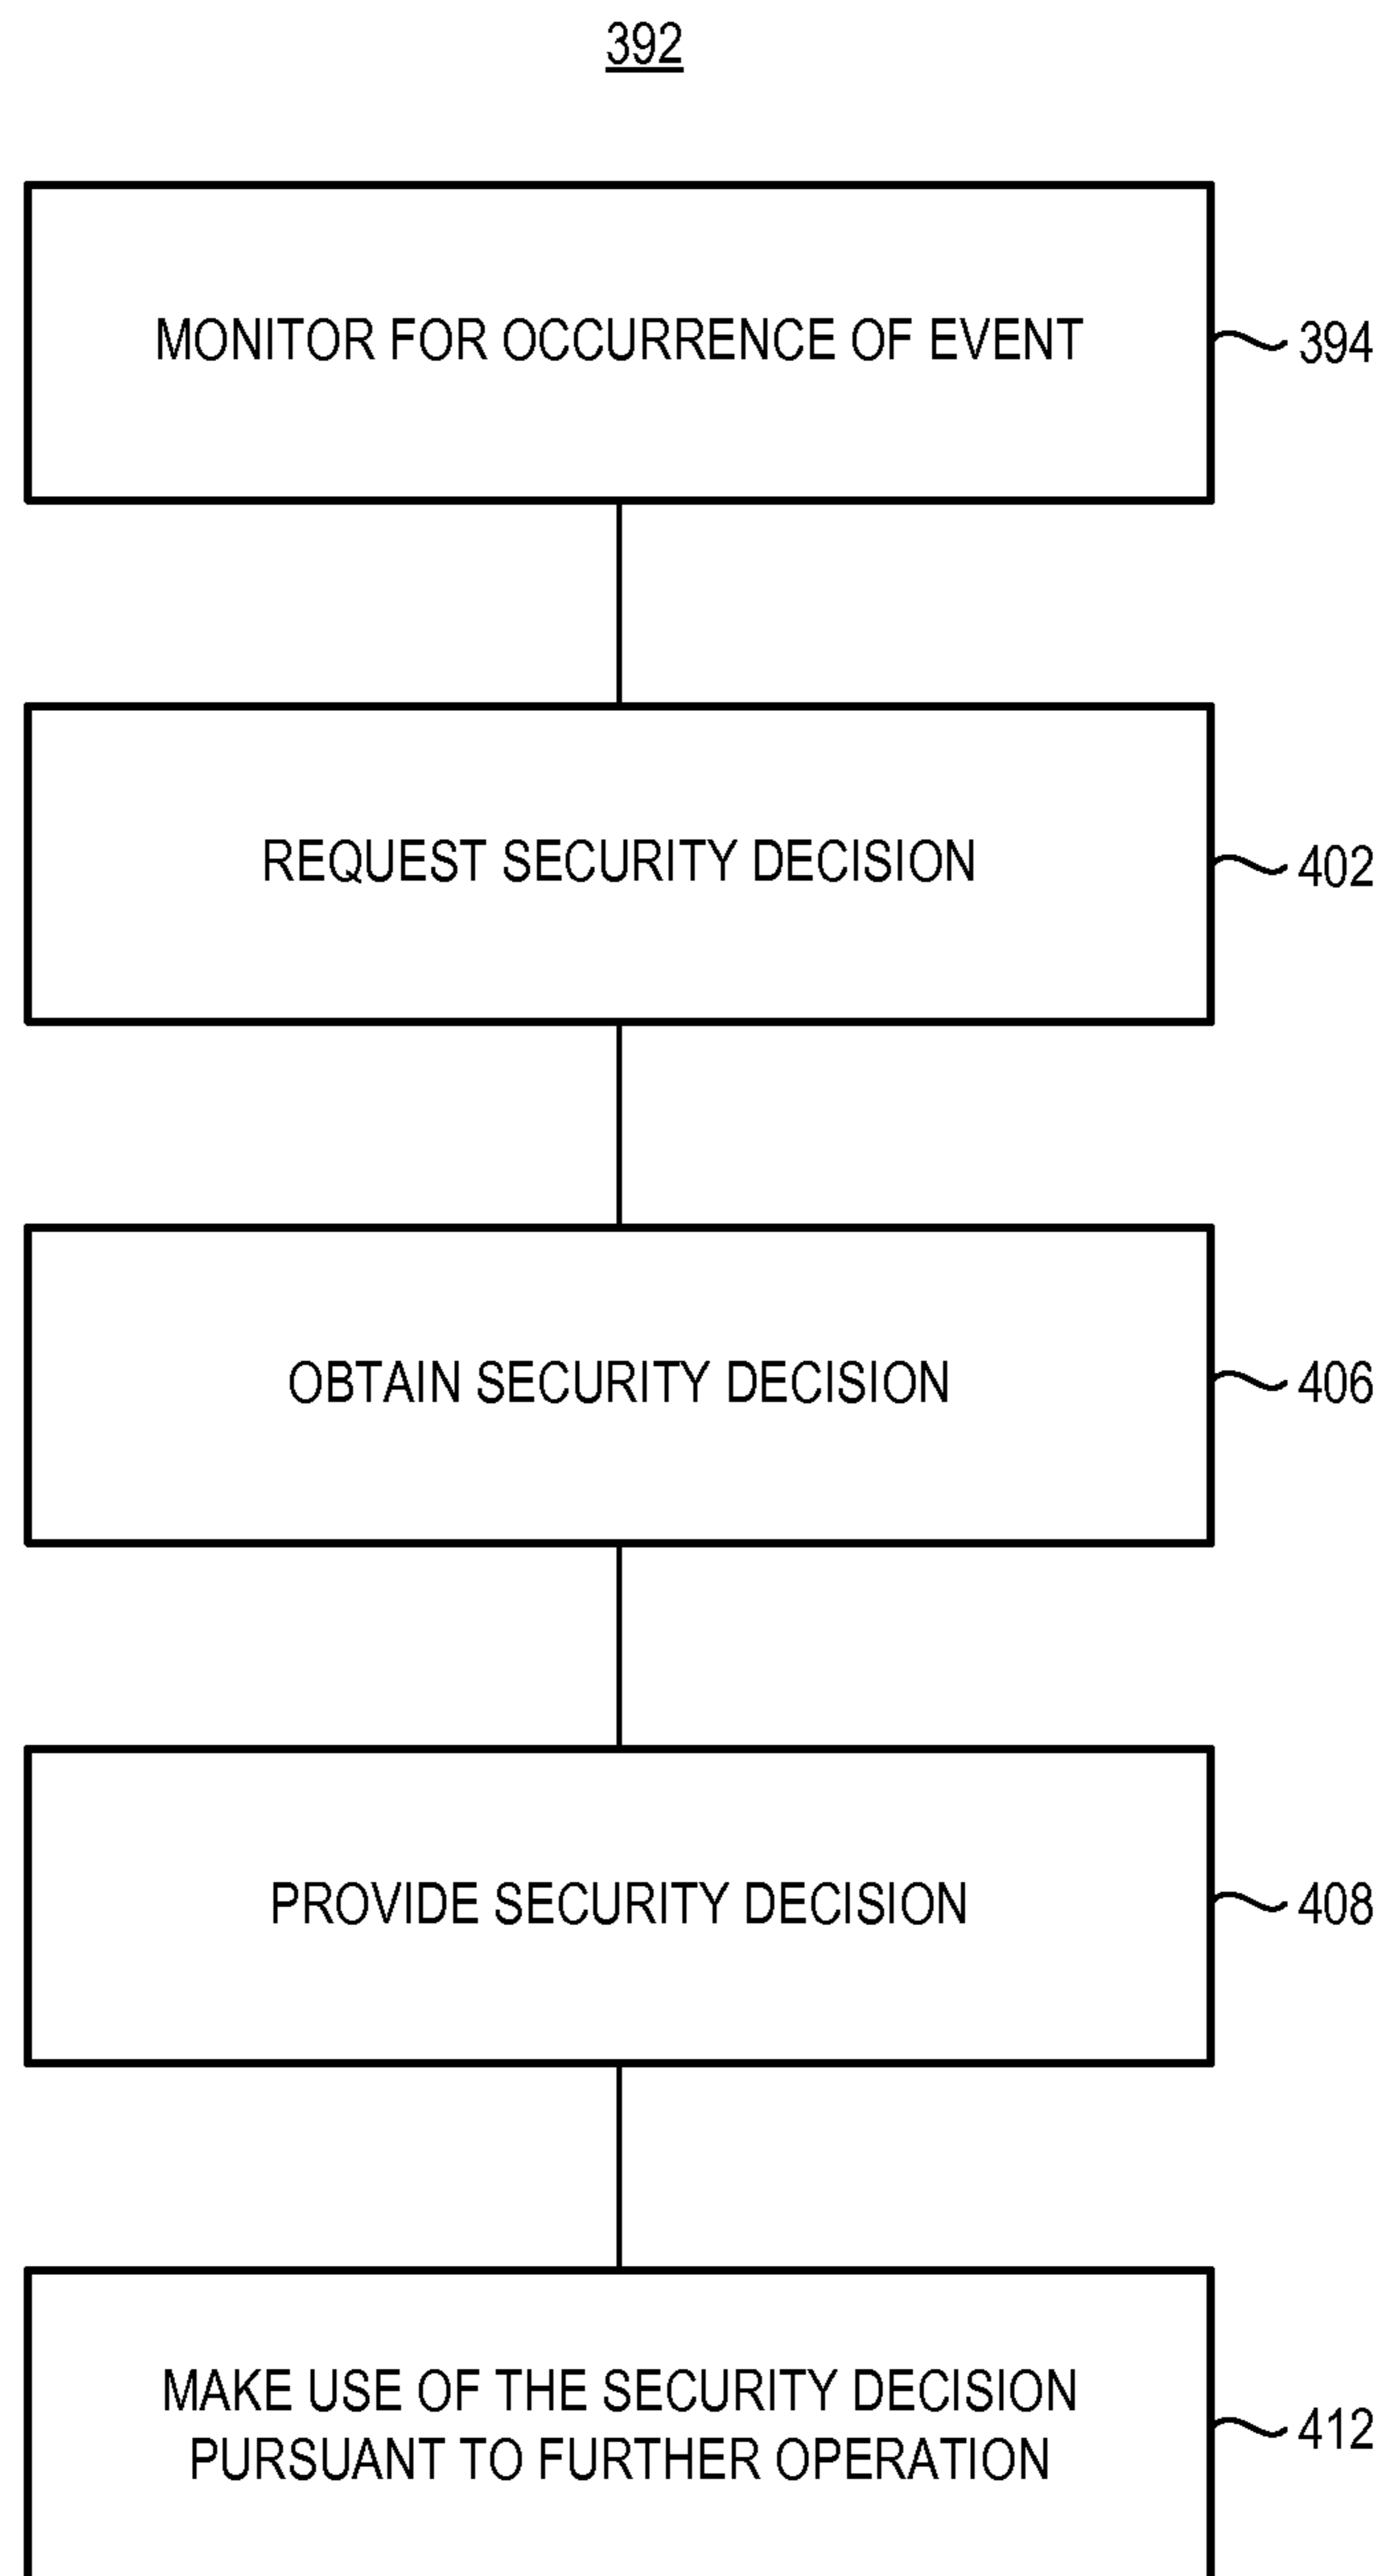 392
MONITOR FOR OCCURRENCE OF EVENT
394
REQUEST SECURITY DECISION
402
OBTAIN SECURITY DECISION
406
PROVIDE SECURITY DECISION
408
MAKE USE OF THE SECURITY DECISION
PURSUANT TO FURTHER OPERATION
412